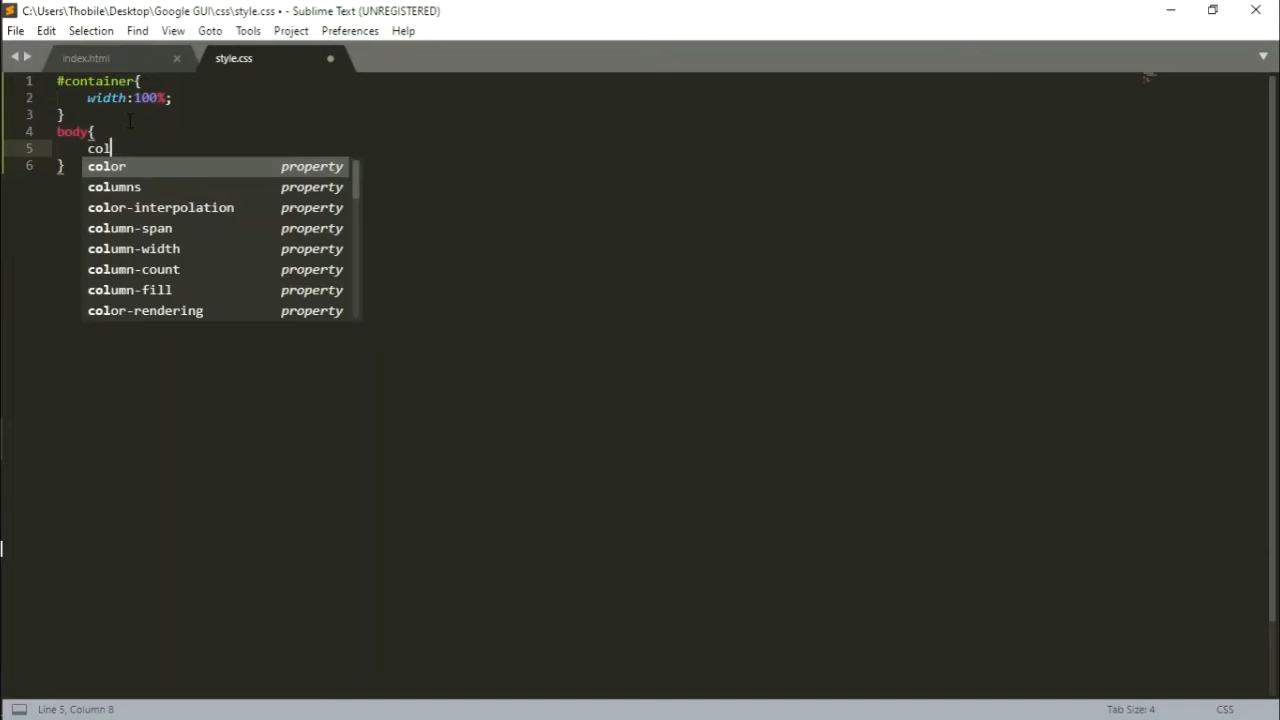 C:\Users\Thobile\Desktop\Google GUI\css\style.css • - Sublime Text (UNREGISTERED)
File Edit Selection Find View Goto Tools Project Preferences Help
index.html style.css
1 #container{
2 width:100%;
3 }
4 body{
5 col
6 }
color property
columns property
color-interpolation property
column-span property
column-width property
column-count property
column-fill property
color-rendering property
Line 5, Column 8 Tab Size: 4 CSS